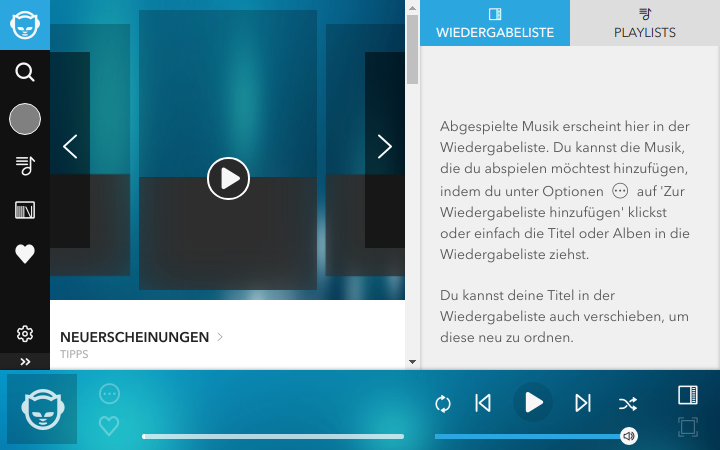 WIEDERGABELISTE
PLAYLISTS
Abgespielte Musik erscheint hier in der
Wiedergabeliste. Du kannst die Musik,
die du abspielen möchtest hinzufügen,
indem du unter Optionen auf 'Zur
Wiedergabeliste hinzufügen' klickst
oder einfach die Titel oder Alben in die
Wiedergabeliste ziehst.
Du kannst deine Titel in der
Wiedergabeliste auch verschieben, um
diese neu zu ordnen.
NEUERSCHEINUNGEN
TIPPS